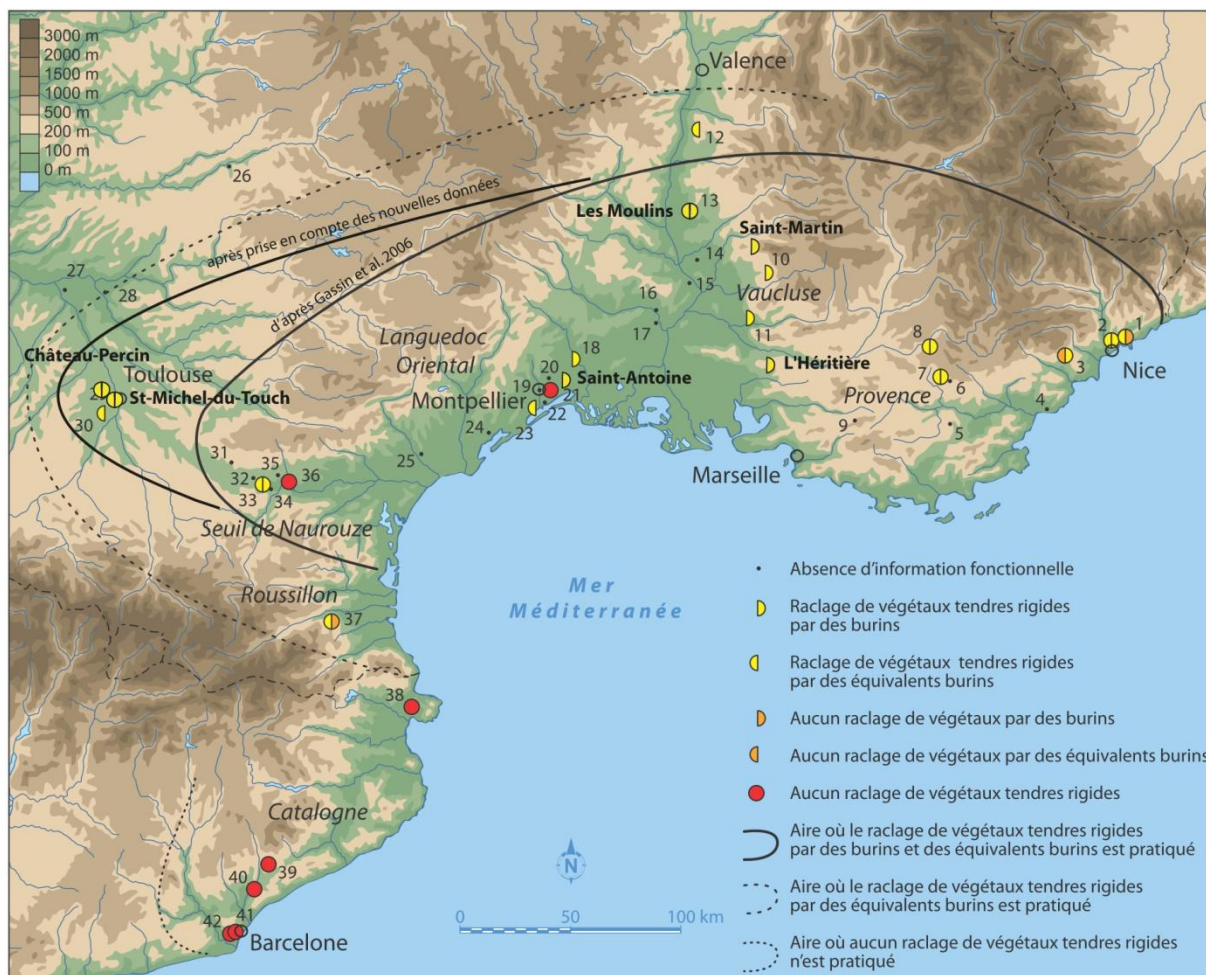 3000 m
2000 m
1500 m
1000 m
500 m
200 m
100 m
0 m
Valence
12
26
après prise en compte des nouvelles données
Les Moulins
13
d'après Gassin et al. 2006
Saint-Martin
10
14
15
Vaucluse
27
28
16
17
11
Languedoc
Oriental
8
2
1
3
Nice
Château-Percin
Toulouse
St-Michel-du-Touch
30
18
20
19
Saint-Antoine
Montpellier
21
22
23
L'Héritière
7
6
Provence
4
9
5
24
25
Marseille
31
35
36
32
33
34
Seuil de Naurouze
Roussillon
37
38
Mer
Méditerranée
Catalogne
39
40
41
42
Barcelone
N
0 50 100 km
Absence d'information fonctionnelle
Raclage de végétaux tendres rigides
par des burins
Raclage de végétaux tendres rigides
par des équivalents burins
Aucun raclage de végétaux par des burins
Aucun raclage de végétaux par des équivalents burins
Aucun raclage de végétaux tendres rigides
Aire où le raclage de végétaux tendres rigides
par des burins et des équivalents burins est pratiqué
Aire où le raclage de végétaux tendres rigides
par des équivalents burins est pratiqué
Aire où aucun raclage de végétaux tendres rigides
n'est pratiqué